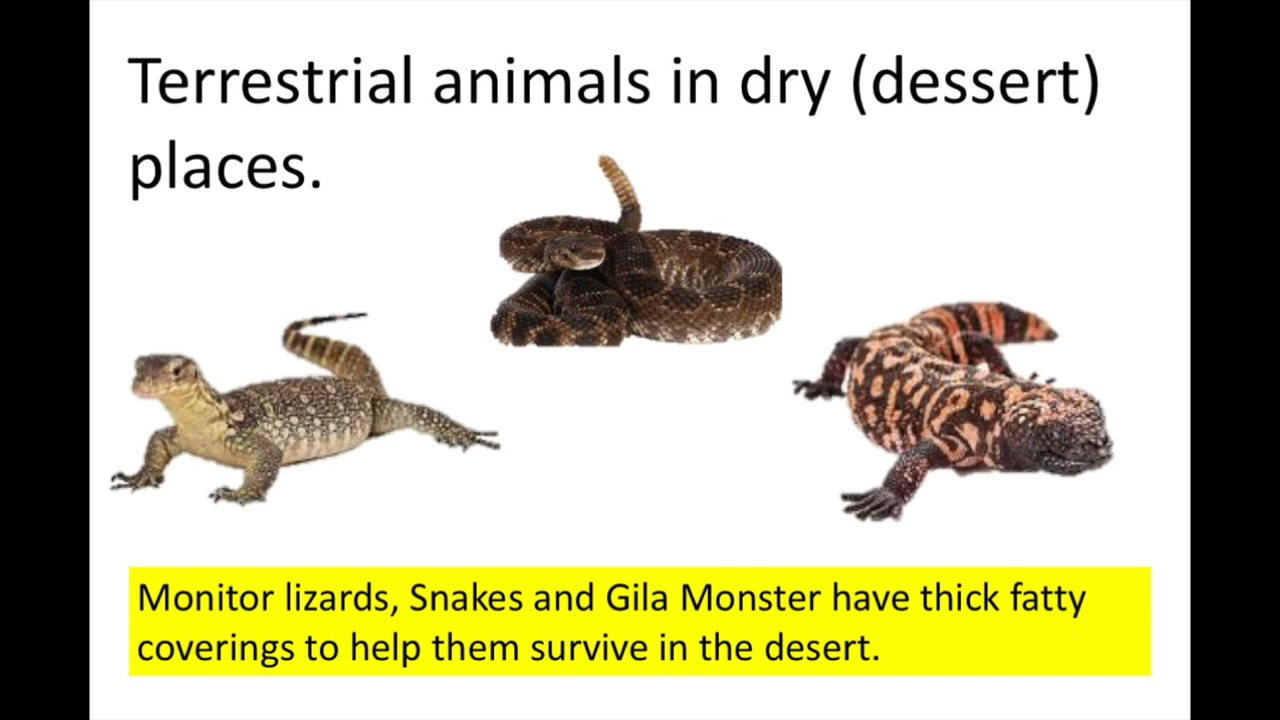 Terrestrial animals in dry (dessert)
places.
Monitor lizards, Snakes and Gila Monster have thick fatty
coverings to help them survive in the desert.